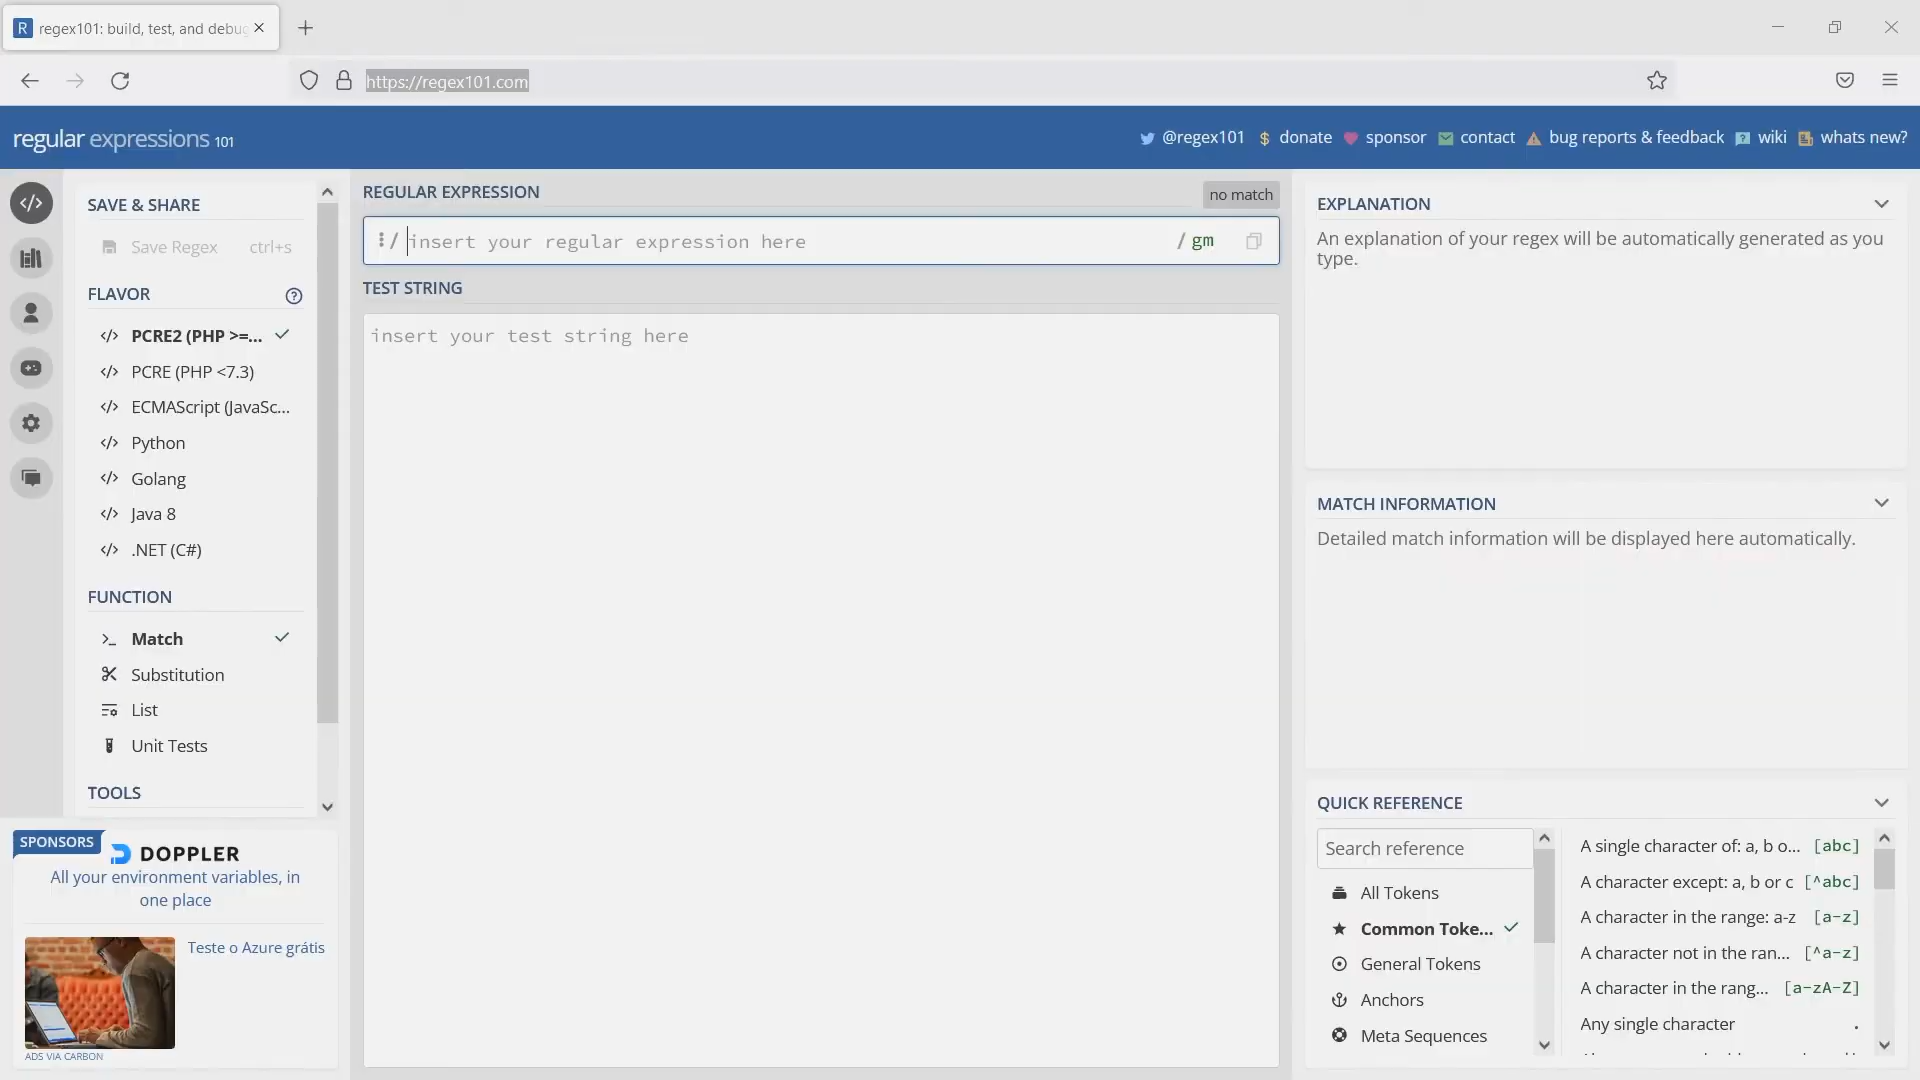 regex101: build, test, and debug
https://regex101.com
regular expressions 101
@regex101 donate sponsor contact bug reports & feedback wiki whats new?
SAVE & SHARE
Save Regex ctrl+s
FLAVOR
PCRE2 (PHP >=...
PCRE (PHP <7.3)
ECMAScript (JavaSc...
Python
Golang
Java 8
.NET (C#)
FUNCTION
Match
Substitution
List
Unit Tests
TOOLS
SPONSORS
DOPPLER
All your environment variables, in
one place
Teste o Azure grátis
ADS VIA CARBON
REGULAR EXPRESSION
no match
/ insert your regular expression here / gm
TEST STRING
insert your test string here
EXPLANATION
An explanation of your regex will be automatically generated as you
type.
MATCH INFORMATION
Detailed match information will be displayed here automatically.
QUICK REFERENCE
Search reference
All Tokens
Common Toke...
General Tokens
Anchors
Meta Sequences
A single character of: a, b o... [abc]
A character except: a, b or c [^abc]
A character in the range: a-z [a-z]
A character not in the ran... [^a-z]
A character in the rang... [a-zA-Z]
Any single character .